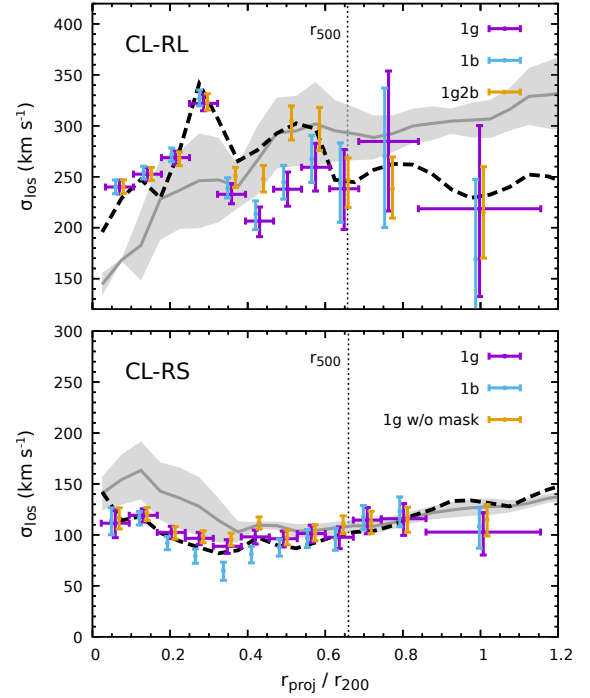 CL-RL
r500
1g
1b
1g2b
σlos (km s-1)
400
350
300
250
200
150
CL-RS
r500
1g
1b
1g w/o mask
σlos (km s-1)
300
250
200
150
100
50
0
0 0.2 0.4 0.6 0.8 1 1.2
rproj / r200